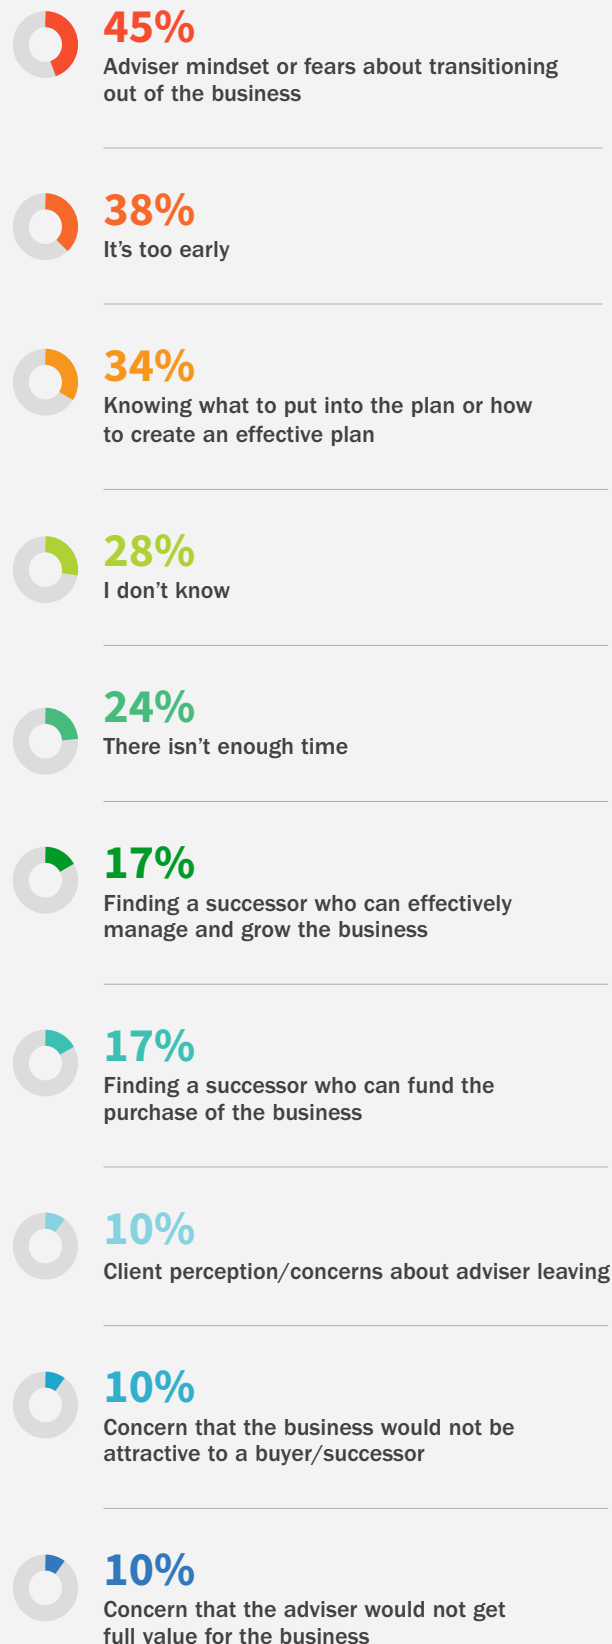 45%
Adviser mindset or fears about transitioning
out of the business
38%
It’s too early
34%
Knowing what to put into the plan or how
to create an effective plan
28%
I don’t know
24%
There isn’t enough time
17%
Finding a successor who can effectively
manage and grow the business
17%
Finding a successor who can fund the
purchase of the business
10%
Client perception/concerns about adviser leaving
10%
Concern that the business would not be
attractive to a buyer/successor
10%
Concern that the adviser would not get
full value for the business